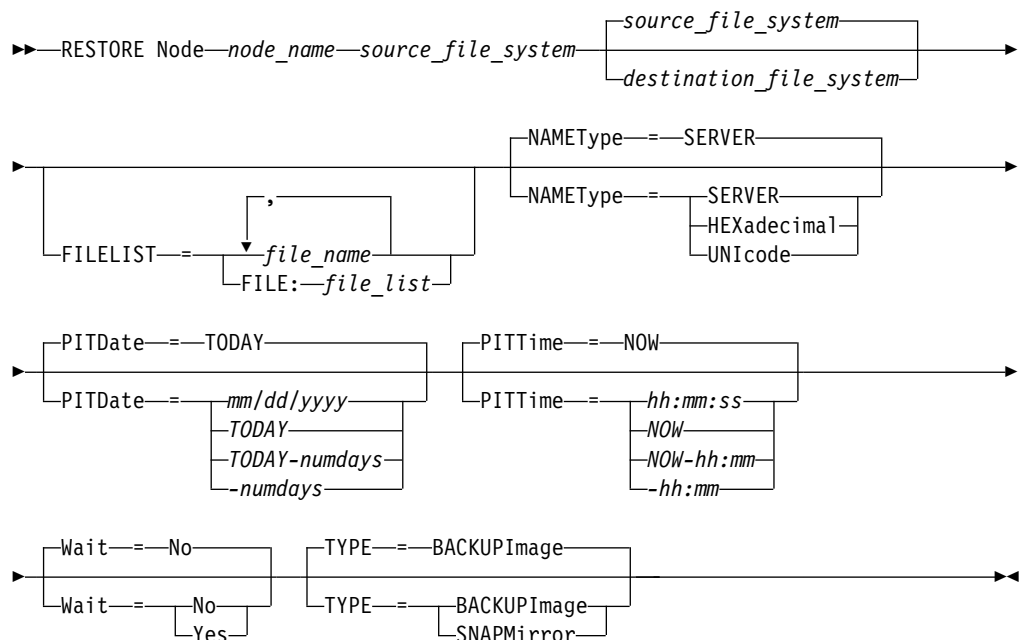 source_file_system
RESTORE Node node_name source_file_system
destination_file_system
NAMEType = SERVER
,
NAMEType = SERVER
HEXadecimal
UNIcode
FILELIST = file_name
FILE: file_list
PITDate = TODAY PITTime = NOW
PITDate = mm/dd/yyyy PITTime = hh:mm:ss
TODAY NOW
TODAY-numdays NOW-hh:mm
-numdays -hh:mm
Wait = No TYPE = BACKUPImage
Wait = No TYPE = BACKUPImage
Yes SNAPMirror